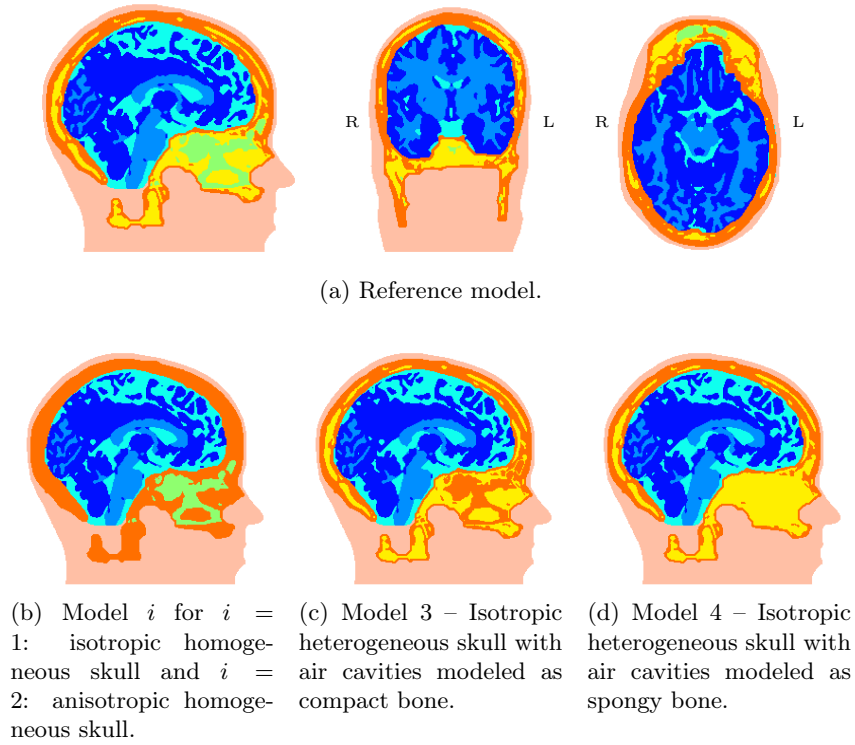 R L R L
(a) Reference model.
(b) Model i for i =
1: isotropic homoge-
neous skull and i =
2: anisotropic homoge-
neous skull.
(c) Model 3 – Isotropic
heterogeneous skull with
air cavities modeled as
compact bone.
(d) Model 4 – Isotropic
heterogeneous skull with
air cavities modeled as
spongy bone.